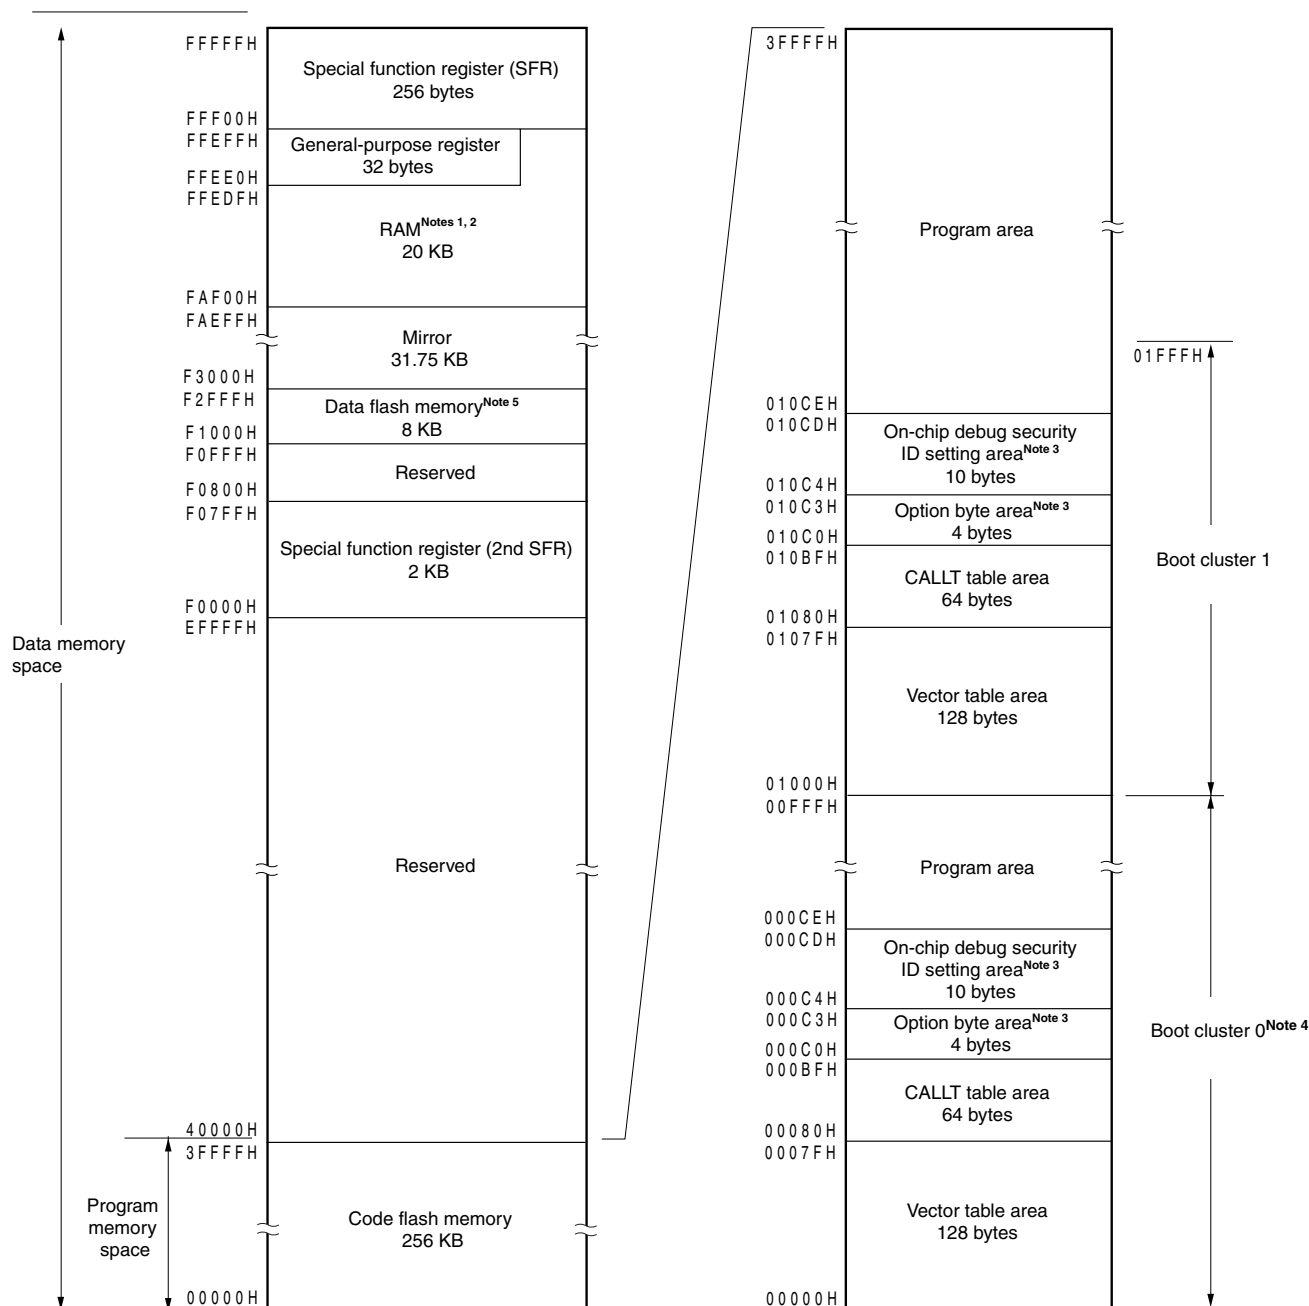 FFFFFH
Special function register (SFR)
256 bytes
FFF00H
FFEFFH
General-purpose register
32 bytes
FFEE0H
FFEDFH
RAMNotes 1, 2
20 KB
FAF00H
FAEFFH
Mirror
31.75 KB
F3000H
F2FFFH
Data flash memoryNote 5
8 KB
F1000H
F0FFFH
Reserved
F0800H
F07FFH
Special function register (2nd SFR)
2 KB
F0000H
EFFFFH
Data memory
space
Reserved
40000H
3FFFFH
Program
memory
space
Code flash memory
256 KB
00000H
3FFFFH
Program area
01FFFH
010CEH
010CDH
On-chip debug security
ID setting areaNote 3
10 bytes
010C4H
010C3H
Option byte areaNote 3
4 bytes
010C0H
010BFH
CALLT table area
64 bytes
Boot cluster 1
01080H
0107FH
Vector table area
128 bytes
01000H
00FFFH
Program area
000CEH
000CDH
On-chip debug security
ID setting areaNote 3
10 bytes
000C4H
000C3H
Option byte areaNote 3
4 bytes
Boot cluster 0Note 4
000C0H
000BFH
CALLT table area
64 bytes
00080H
0007FH
Vector table area
128 bytes
00000H